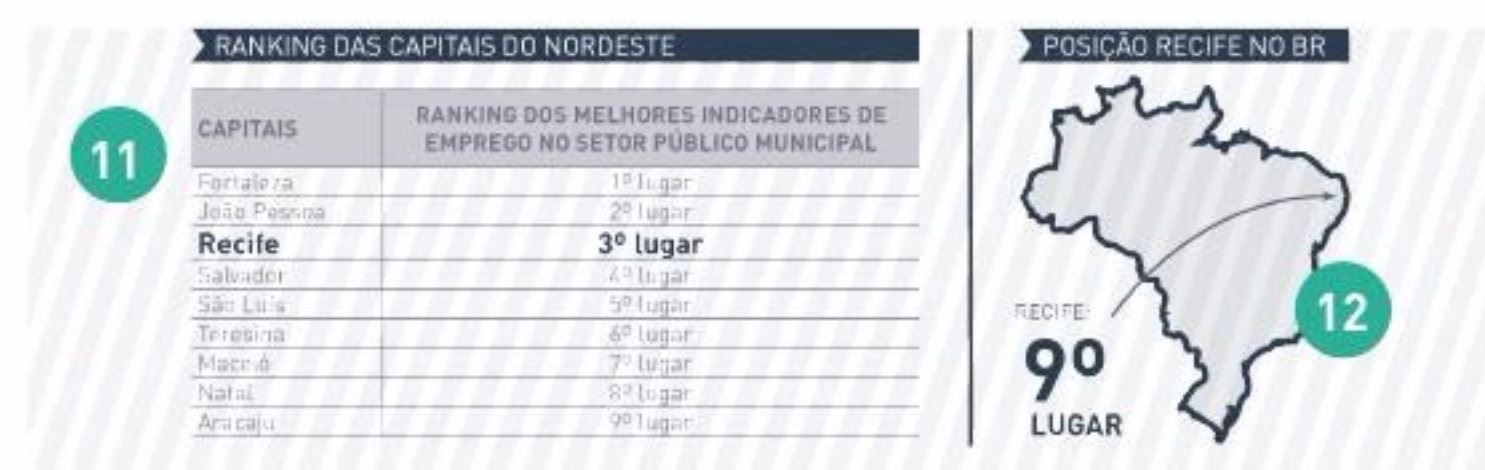 RANKING DAS CAPITAIS DO NORDESTE
11
CAPITAIS
RANKING DOS MELHORES INDICADORES DE
EMPREGO NO SETOR PÚBLICO MUNICIPAL
Fortaleza 1º lugar
João Pessoa 2º lugar
Recife 3º lugar
Salvador 4º lugar
São Luís 5º lugar
Teresina 6º lugar
Maceió 7º lugar
Natal 8º lugar
Aracaju 9º lugar
POSIÇÃO RECIFE NO BR
RECIFE:
9º
LUGAR
12